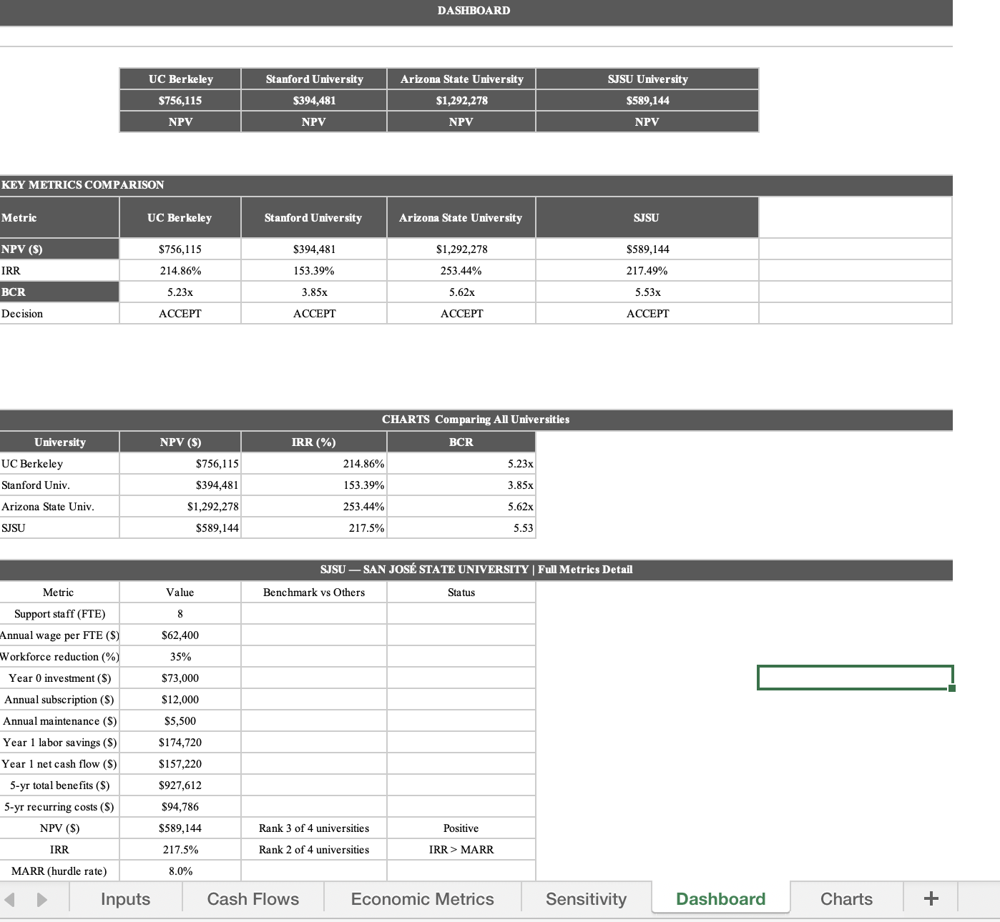 DASHBOARD
UC Berkeley Stanford University Arizona State University SJSU University
$756,115 $394,481 $1,292,278 $589,144
NPV NPV NPV NPV
KEY METRICS COMPARISON
Metric UC Berkeley Stanford University Arizona State University SJSU
NPV ($) $756,115 $394,481 $1,292,278 $589,144
IRR 214.86% 153.39% 253.44% 217.49%
BCR 5.23x 3.85x 5.62x 5.53x
Decision ACCEPT ACCEPT ACCEPT ACCEPT
CHARTS Comparing All Universities
University NPV ($) IRR (%) BCR
UC Berkeley $756,115 214.86% 5.23x
Stanford Univ. $394,481 153.39% 3.85x
Arizona State Univ. $1,292,278 253.44% 5.62x
SJSU $589,144 217.5% 5.53
SJSU — SAN JOSÉ STATE UNIVERSITY | Full Metrics Detail
Metric Value Benchmark vs Others Status
Support staff (FTE) 8
Annual wage per FTE ($) $62,400
Workforce reduction (%) 35%
Year 0 investment ($) $73,000
Annual subscription ($) $12,000
Annual maintenance ($) $5,500
Year 1 labor savings ($) $174,720
Year 1 net cash flow ($) $157,220
5-yr total benefits ($) $927,612
5-yr recurring costs ($) $94,786
NPV ($) $589,144 Rank 3 of 4 universities Positive
IRR 217.5% Rank 2 of 4 universities IRR > MARR
MARR (hurdle rate) 8.0%
Inputs Cash Flows Economic Metrics Sensitivity Dashboard Charts +